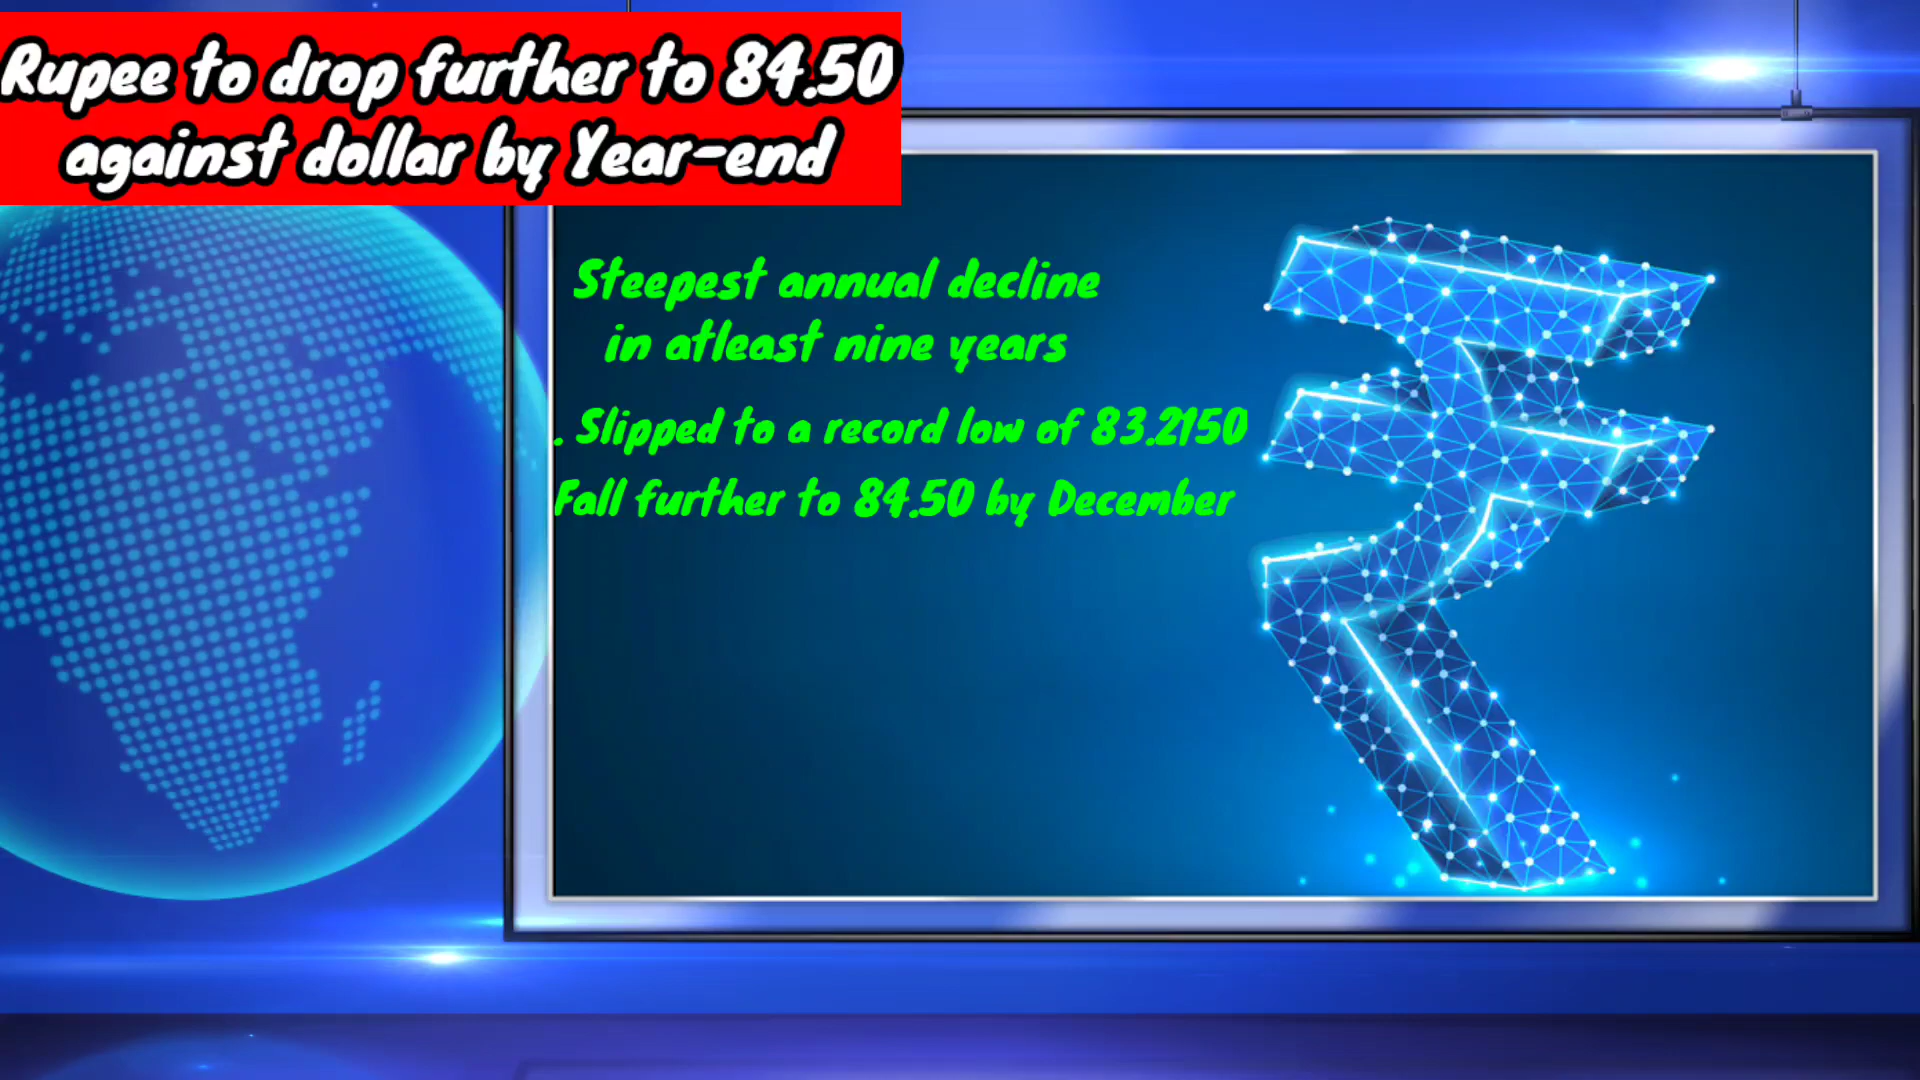 Rupee to drop further to 84.50
against dollar by Year-end
Steepest annual decline
in atleast nine years
. Slipped to a record low of 83.2150
Fall further to 84.50 by December